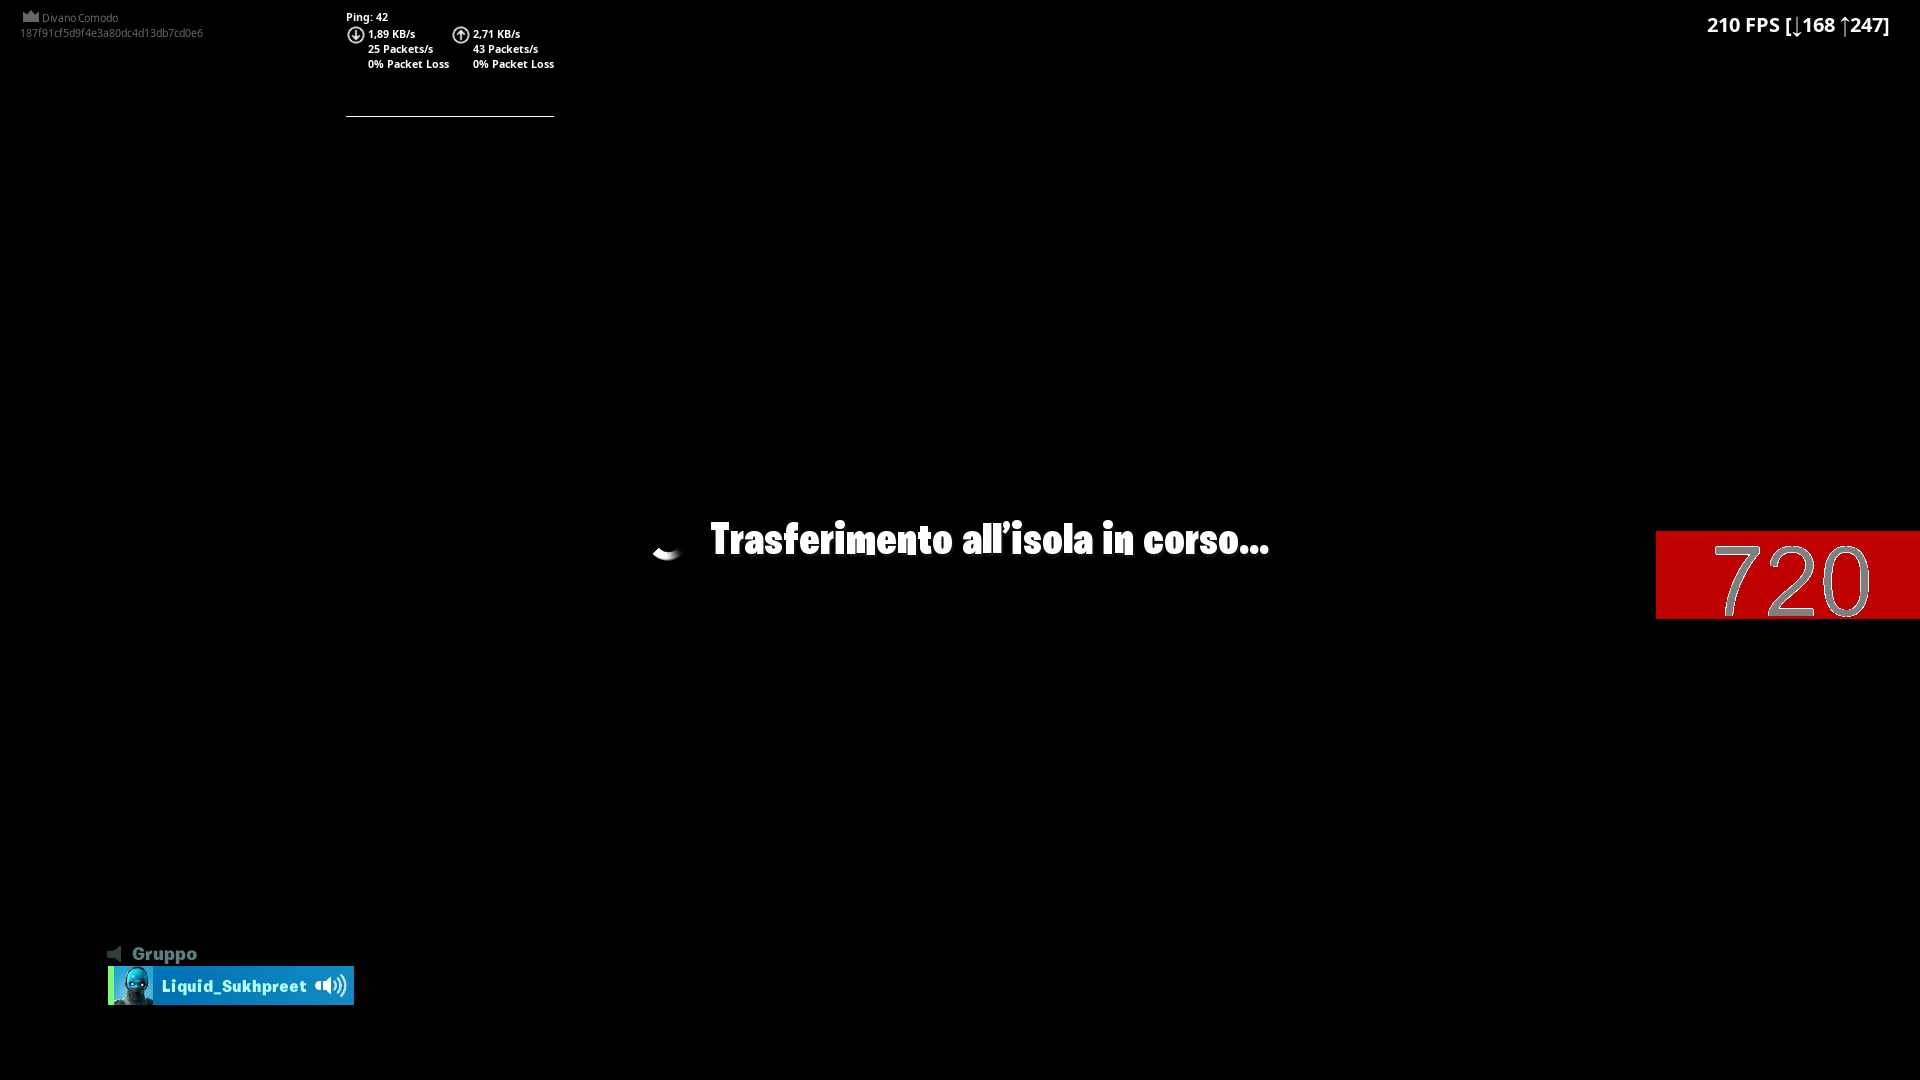 Divano Comodo
187f91cf5d9f4e3a80dc4d13db7cd0e6
Ping: 42
1,89 KB/s
25 Packets/s
0% Packet Loss
2,71 KB/s
43 Packets/s
0% Packet Loss
210 FPS [↓168 ↑247]
Trasferimento all'isola in corso...
720
Gruppo
Liquid_Sukhpreet